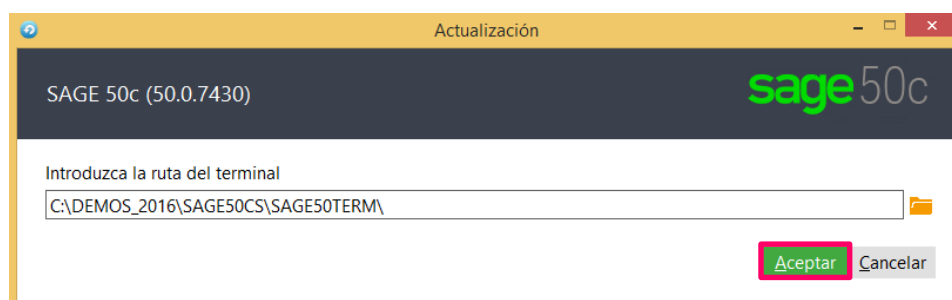 Actualización
SAGE 50c (50.0.7430)
sage50c
Introduzca la ruta del terminal
C:\DEMOS_2016\SAGE50CS\SAGE50TERM\
Aceptar Cancelar